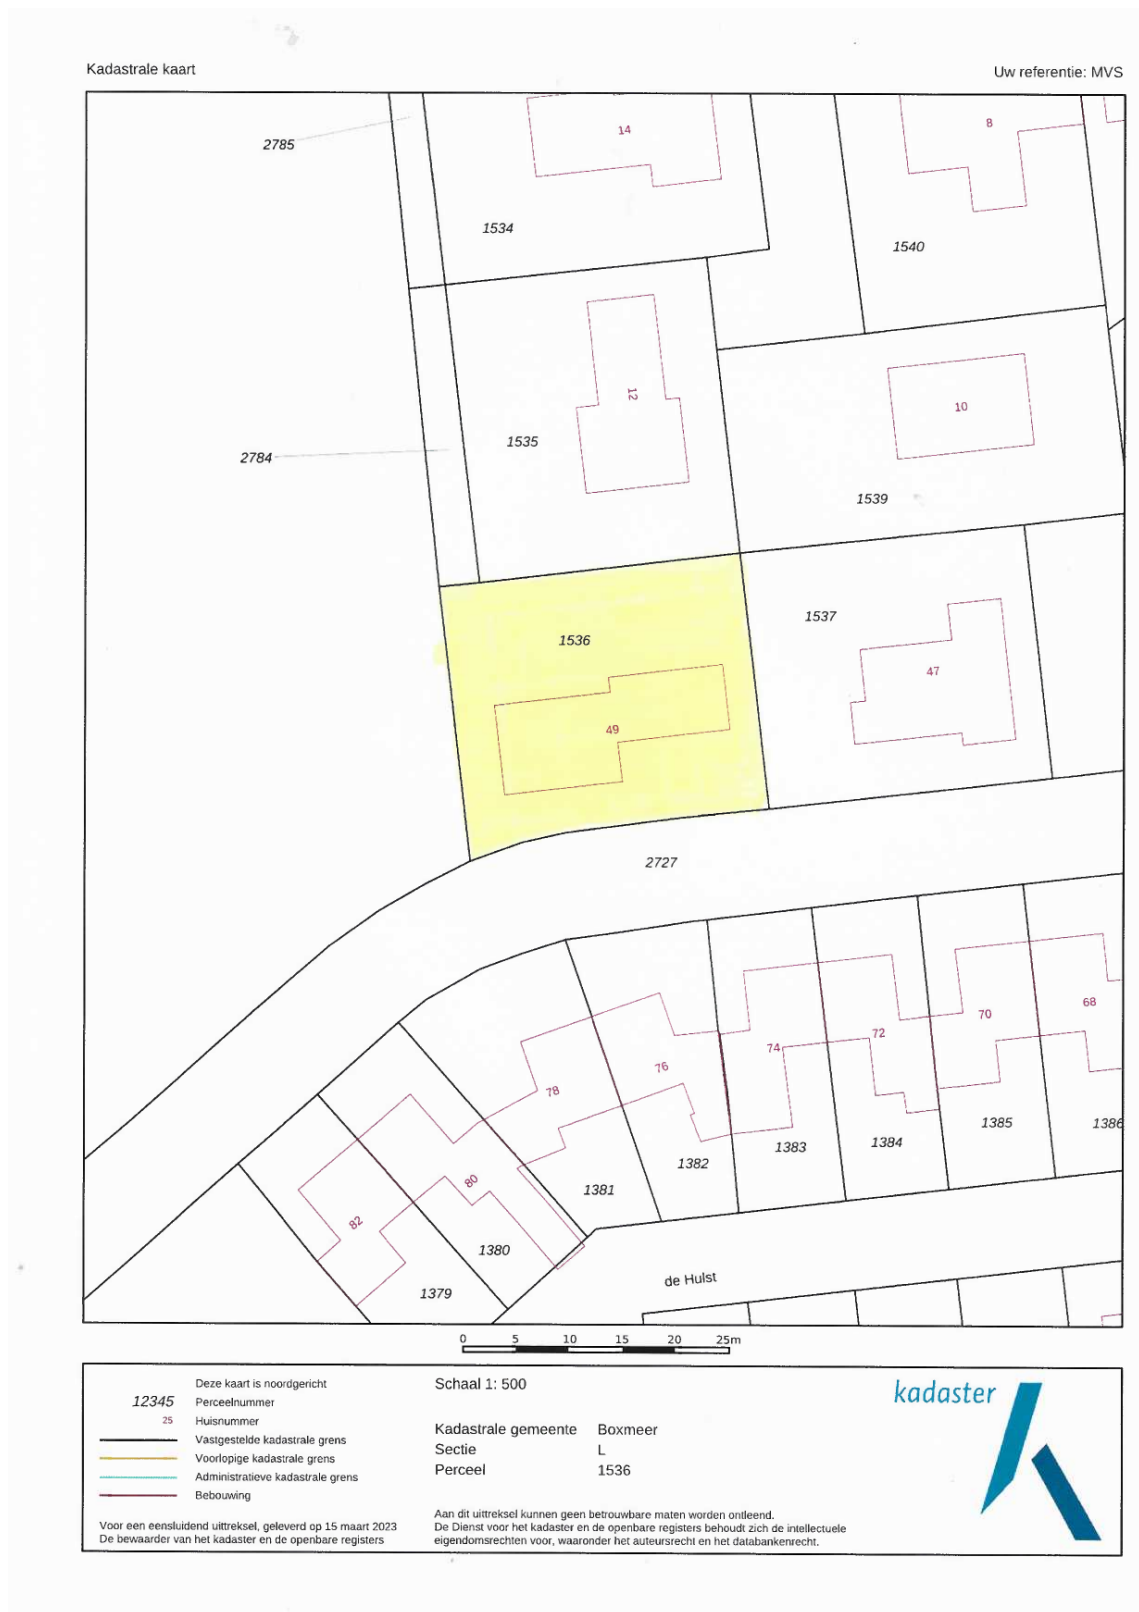 Kadastrale kaart
Uw referentie: MVS
14
8
2785
1534
1540
12
10
1535
2784
1539
1536
1537
47
49
2727
68
70
72
74
76
78
1386
1385
1384
1383
1382
1381
80
82
1380
1379
de Hulst
0 5 10 15 20 25m
Deze kaart is noordgericht
12345 Perceelnummer
25 Huisnummer
Vastgestelde kadastrale grens
Voorlopige kadastrale grens
Administratieve kadastrale grens
Bebouwing
Voor een eensluidend uittreksel, geleverd op 15 maart 2023
De bewaarder van het kadaster en de openbare registers
Schaal 1: 500
Kadastrale gemeente Boxmeer
Sectie L
Perceel 1536
Aan dit uittreksel kunnen geen betrouwbare maten worden ontleend.
De Dienst voor het kadaster en de openbare registers behoudt zich de intellectuele
eigendomsrechten voor, waaronder het auteursrecht en het databankenrecht.
kadaster